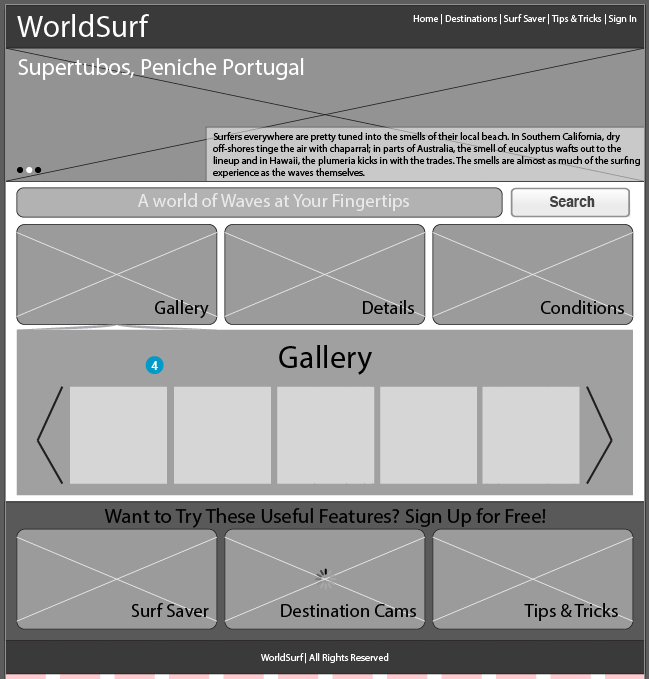 WorldSurf
Home | Destinations | Surf Saver | Tips & Tricks | Sign In
Supertubos, Peniche Portugal
Surfers everywhere are pretty tuned into the smells of their local beach. In Southern California, dry
off-shores tinge the air with chaparral; in parts of Australia, the smell of eucalyptus wafts out to the
lineup and in Hawaii, the plumeria kicks in with the trades. The smells are almost as much of the surfing
experience as the waves themselves.
A world of Waves at Your Fingertips
Search
Gallery
Details
Conditions
Gallery
4
Want to Try These Useful Features? Sign Up for Free!
Surf Saver
Destination Cams
Tips & Tricks
WorldSurf | All Rights Reserved